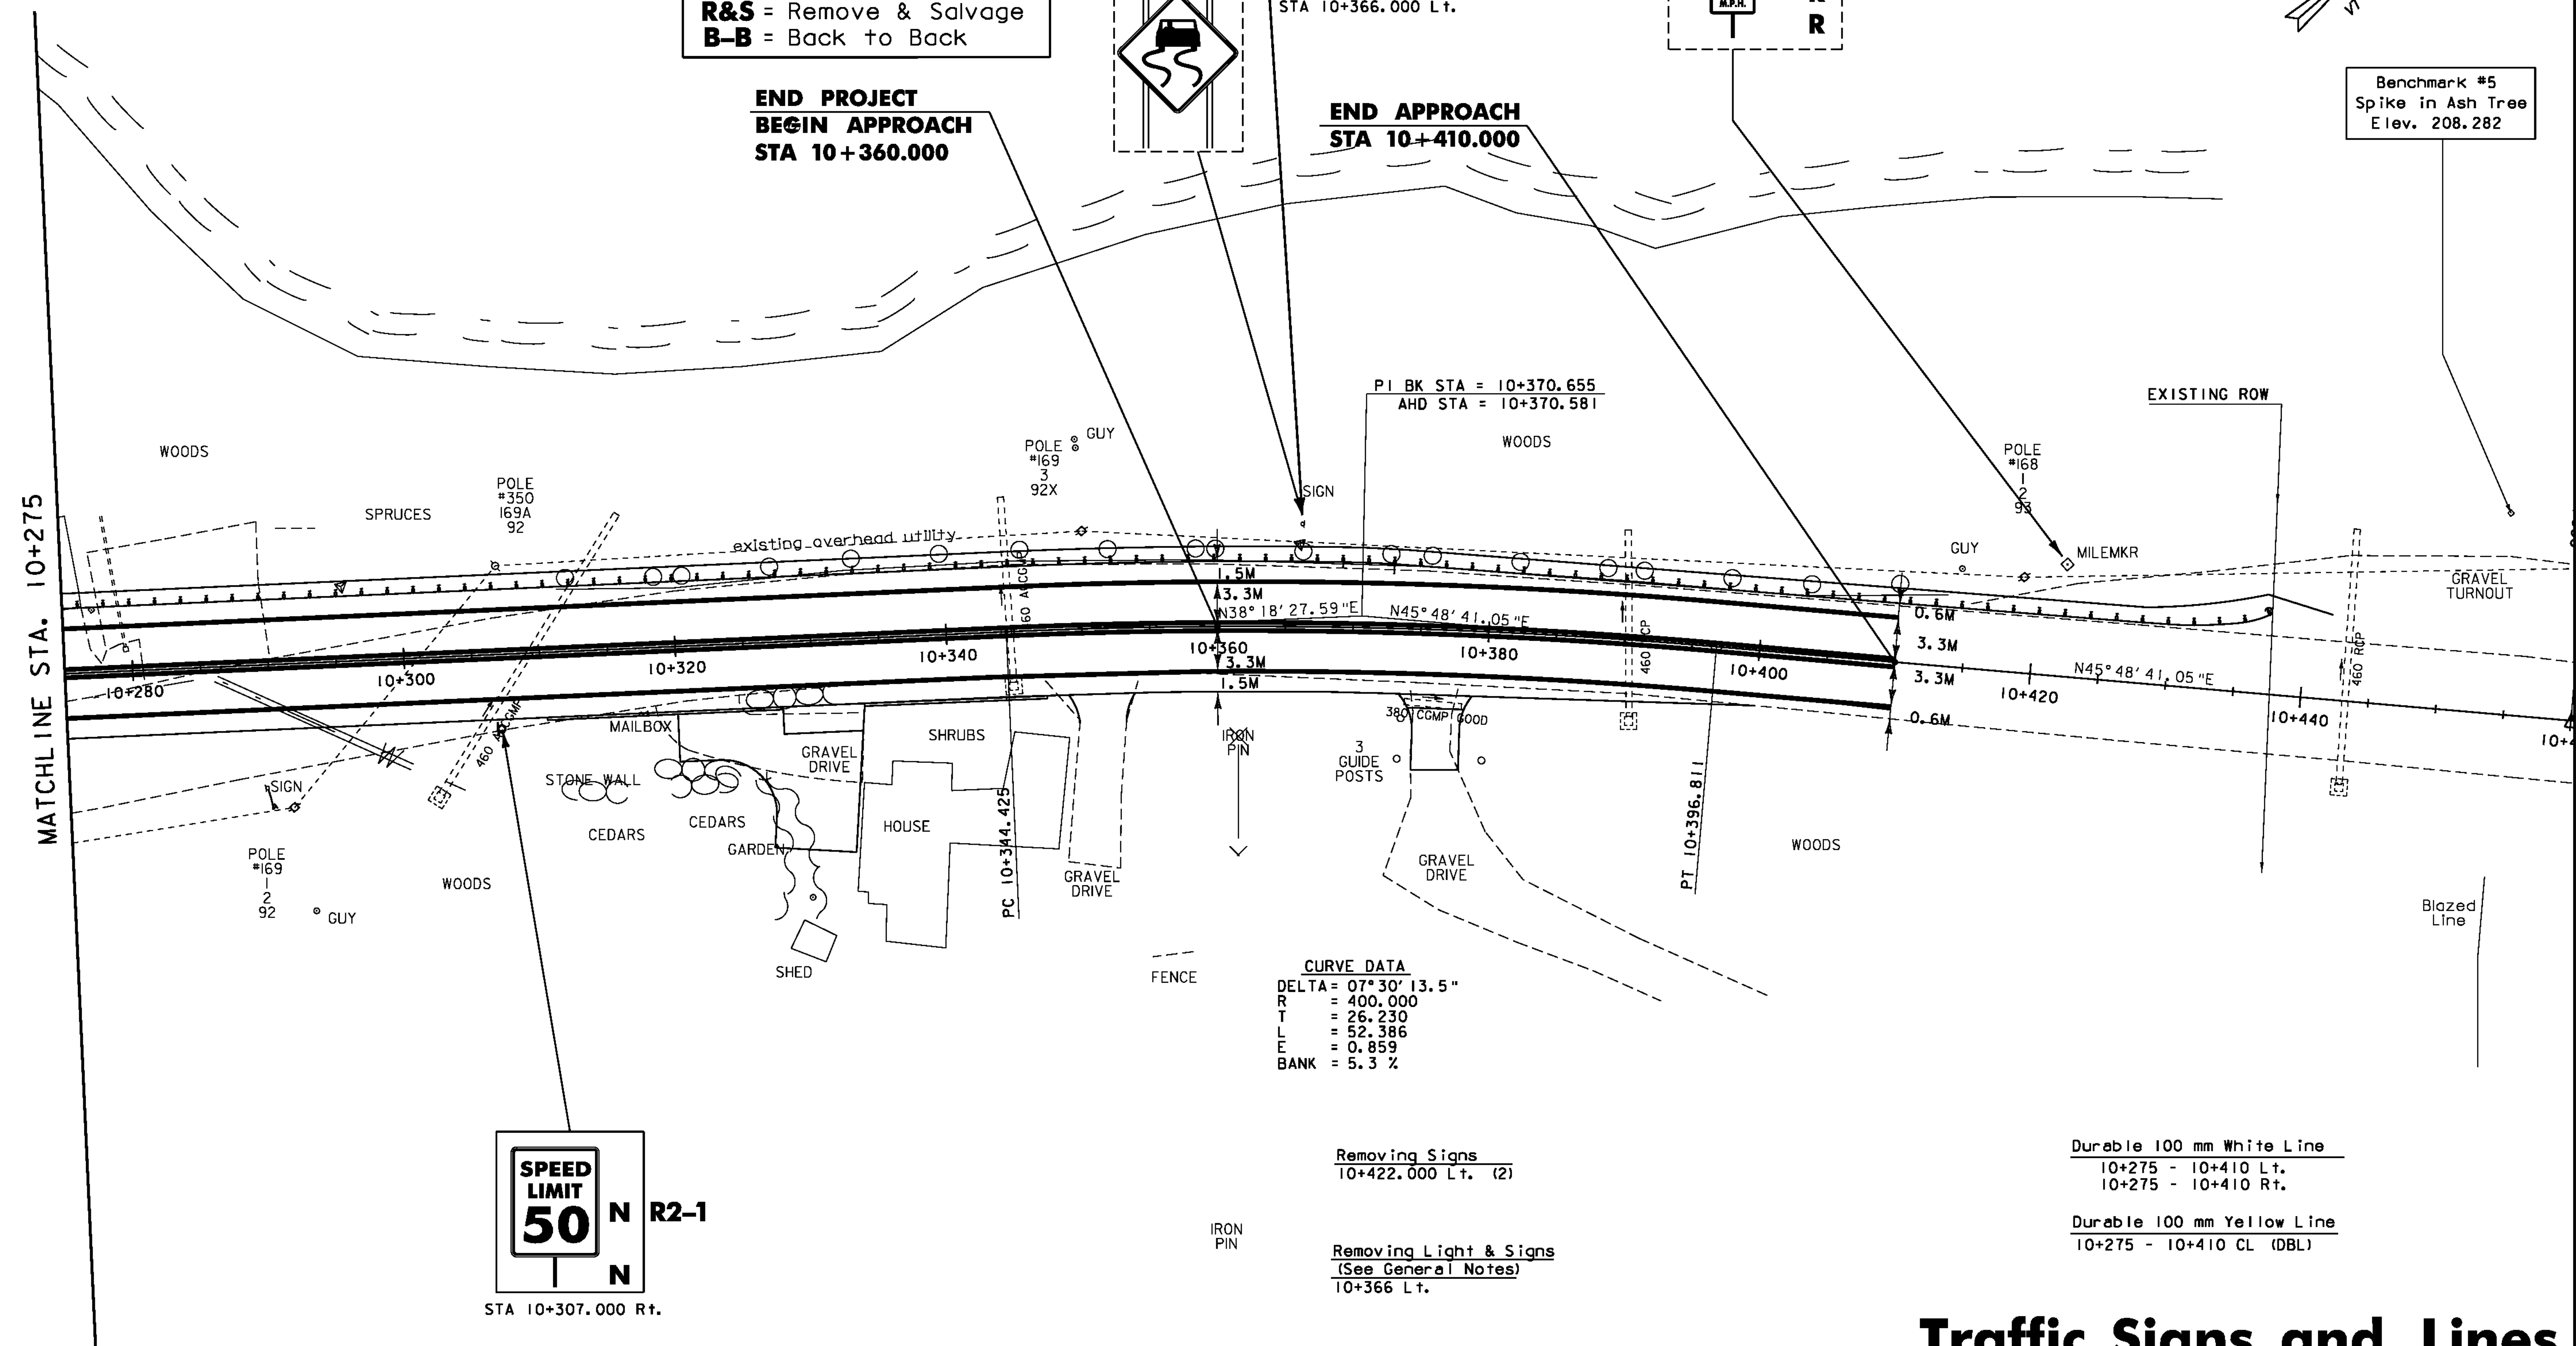 R&S = Remove & Salvage
B-B = Back to Back
STA 10+366.000 Lt.
M.P.H.
R
END PROJECT
BEGIN APPROACH
STA 10+360.000
END APPROACH
STA 10+410.000
Benchmark #5
Spike in Ash Tree
Elev. 208.282
PI BK STA = 10+370.655
AHD STA = 10+370.581
EXISTING ROW
MATCHLINE STA. 10+275
WOODS
SPRUCES
POLE
#350
169A
92
POLE
#169
3
92X
GUY
SIGN
WOODS
POLE
#168
1
2
93
GUY
MILEMKR
GRAVEL
TURNOUT
existing overhead utility
1.5M
3.3M
N38°18'27.59"E
N45°48'41.05"E
0.6M
3.3M
3.3M
0.6M
N45°48'41.05"E
10+280
10+300
10+320
10+340
10+360
10+380
10+400
10+420
10+440
3.3M
1.5M
460 RCP
460 RCP
MAILBOX
STONE WALL
GRAVEL
DRIVE
SHRUBS
IRON
PIN
380 CGMP GOOD
3
GUIDE
POSTS
SIGN
CEDARS
CEDARS
GARDEN
HOUSE
PC 10+344.425
GRAVEL
DRIVE
GRAVEL
DRIVE
PT 10+396.811
WOODS
POLE
#169
1
2
92
GUY
WOODS
SHED
FENCE
Blazed
Line
CURVE DATA
DELTA = 07°30'13.5"
R = 400.000
T = 26.230
L = 52.386
E = 0.859
BANK = 5.3 %
SPEED
LIMIT
50
N
R2-1
N
STA 10+307.000 Rt.
IRON
PIN
Removing Signs
10+422.000 Lt. (2)
Removing Light & Signs
(See General Notes)
10+366 Lt.
Durable 100 mm White Line
10+275 - 10+410 Lt.
10+275 - 10+410 Rt.
Durable 100 mm Yellow Line
10+275 - 10+410 CL (DBL)
Traffic Signs and Lines